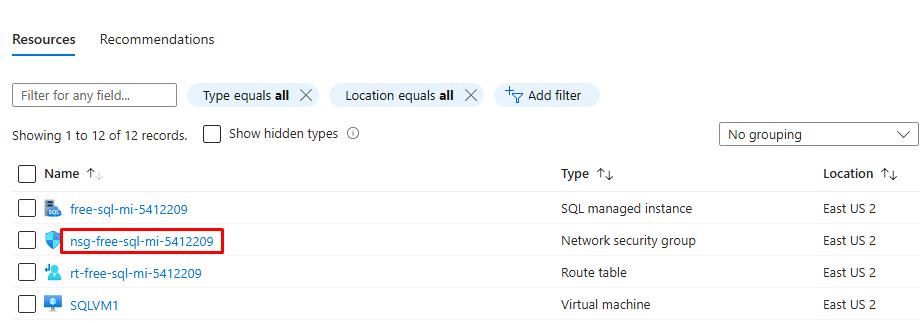 Resources Recommendations
Filter for any field... Type equals all Location equals all Add filter
Showing 1 to 12 of 12 records. Show hidden types No grouping
Name Type Location
SQL free-sql-mi-5412209 SQL managed instance East US 2
nsg-free-sql-mi-5412209 Network security group East US 2
rt-free-sql-mi-5412209 Route table East US 2
SQLVM1 Virtual machine East US 2